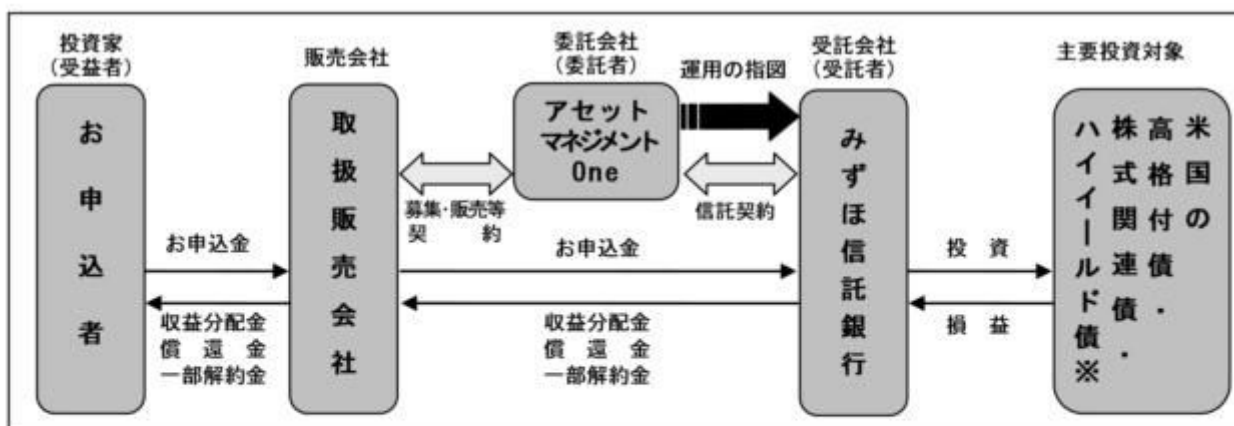 投資家
(受益者)
お申込者
お申込金
収益分配金
償還金
一部解約金
販売会社
取扱販売会社
募集・販売等
契約
委託会社
(委託者)
アセット
マネジメント
One
運用の指図
信託契約
お申込金
収益分配金
償還金
一部解約金
受託会社
(受託者)
みずほ信託銀行
投資
損益
主要投資対象
米国の
高格付債・
株式関連債・
ハイイールド債※